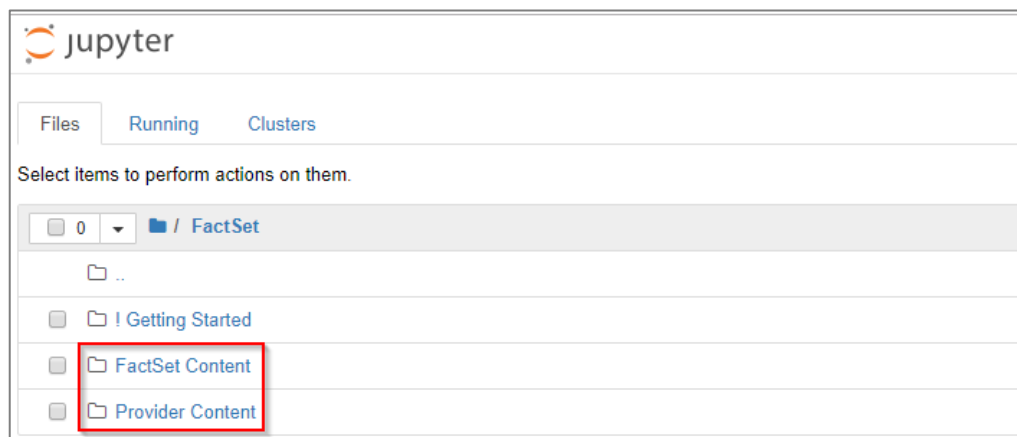 jupyter
Files Running Clusters
Select items to perform actions on them.
0 / FactSet
..
! Getting Started
FactSet Content
Provider Content